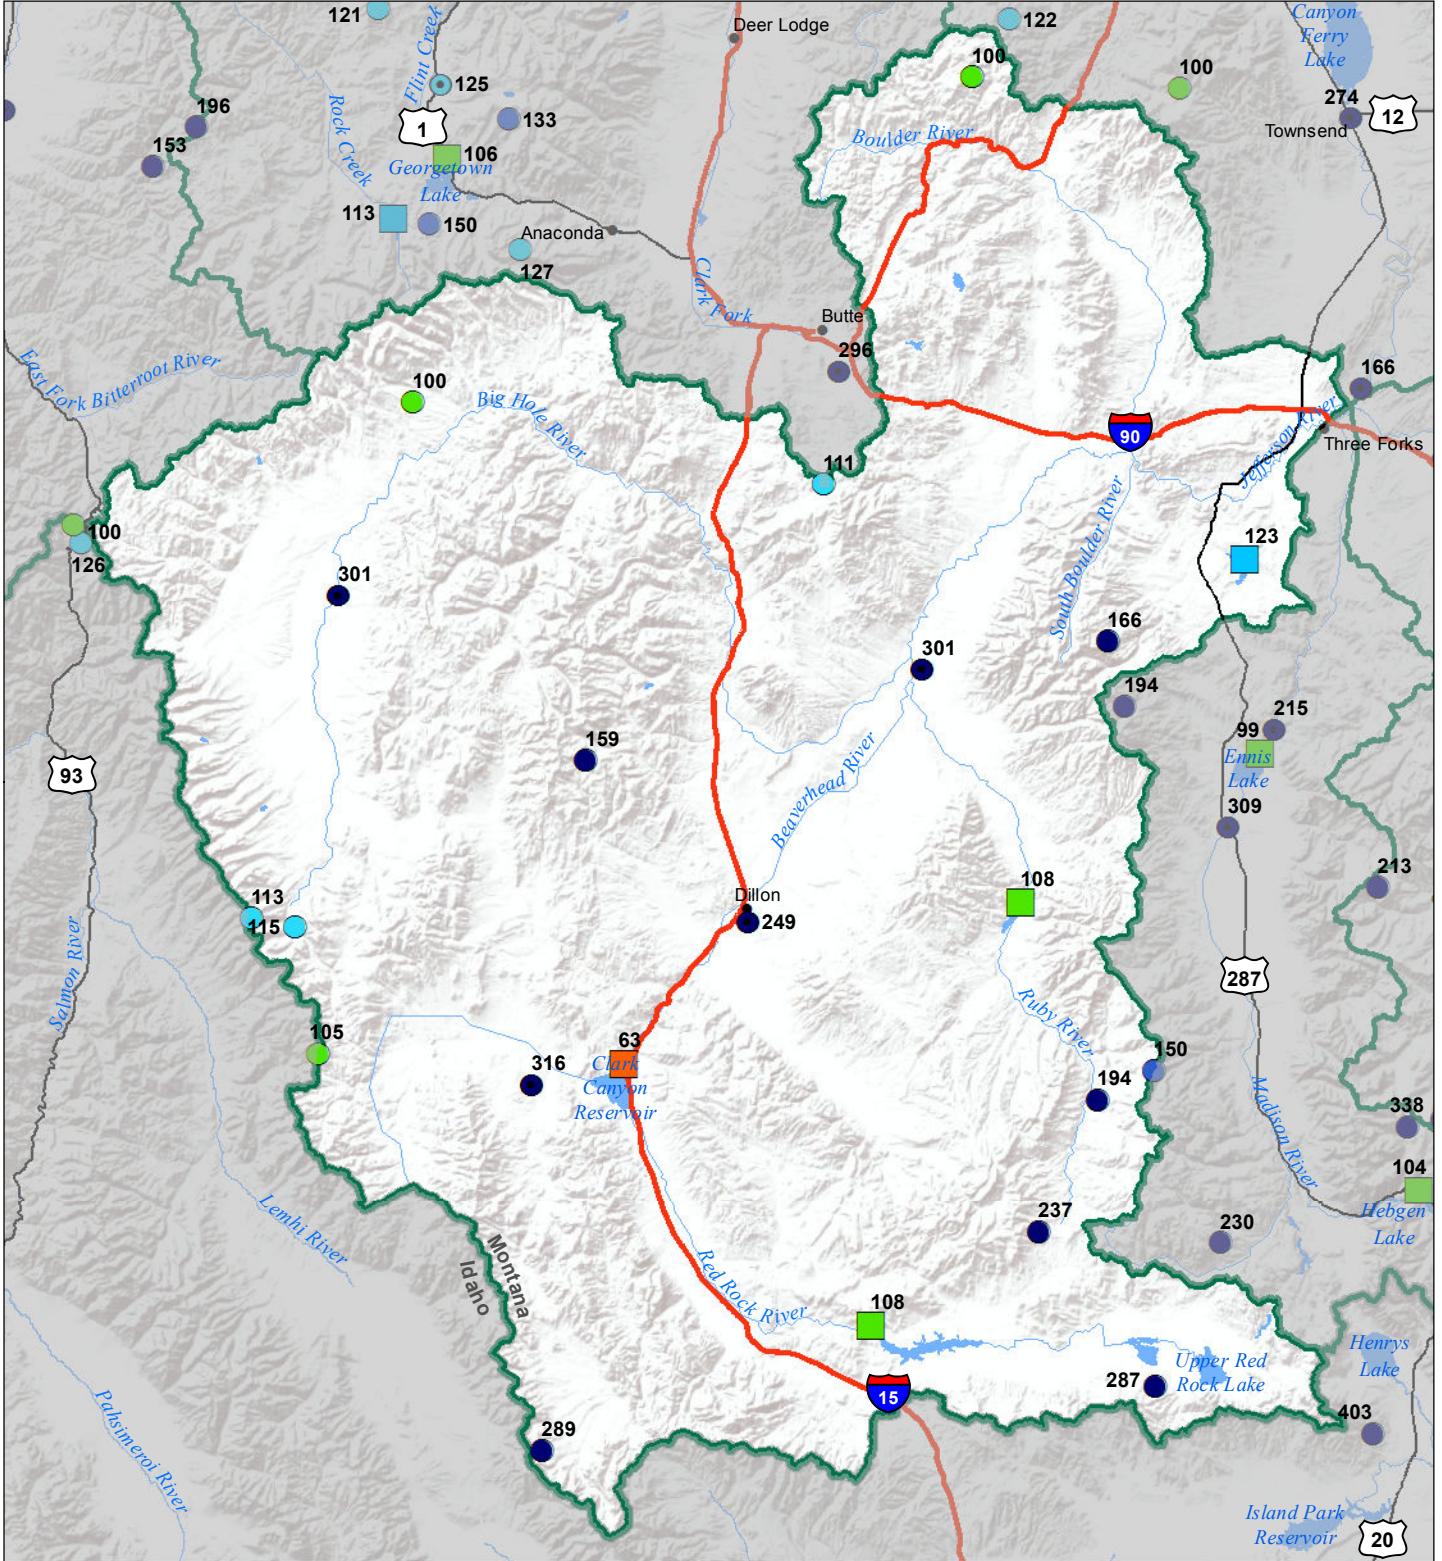 121
Deer Lodge
122
Canyon
Ferry
Lake
Flint Creek
125
100
100
196
Rock Creek
1
133
274
12
Townsend
153
106
Georgetown
Lake
Boulder River
113
150
Anaconda
127
Clark Fork
Butte
296
East Fork Bitterroot River
166
100
Big Hole River
90
Jefferson River
Three Forks
111
South Boulder River
100
126
123
301
166
301
194
215
99
Ennis
Lake
159
93
Beaverhead River
309
213
108
113
115
Dillon
249
Salmon River
287
Ruby River
105
63
Clark
Canyon
Reservoir
316
150
194
Madison River
338
104
Hebgen
Lake
Lemhi River
237
230
Montana
Idaho
Red Rock River
108
Henrys
Lake
Upper Red
Rock Lake
287
15
403
Pahsimeroi River
289
Island Park
Reservoir
20